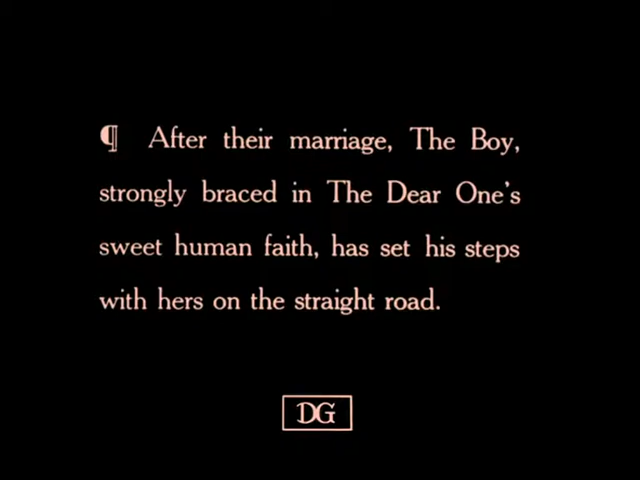 ¶ After their marriage, The Boy,
strongly braced in The Dear One's
sweet human faith, has set his steps
with hers on the straight road.
DG